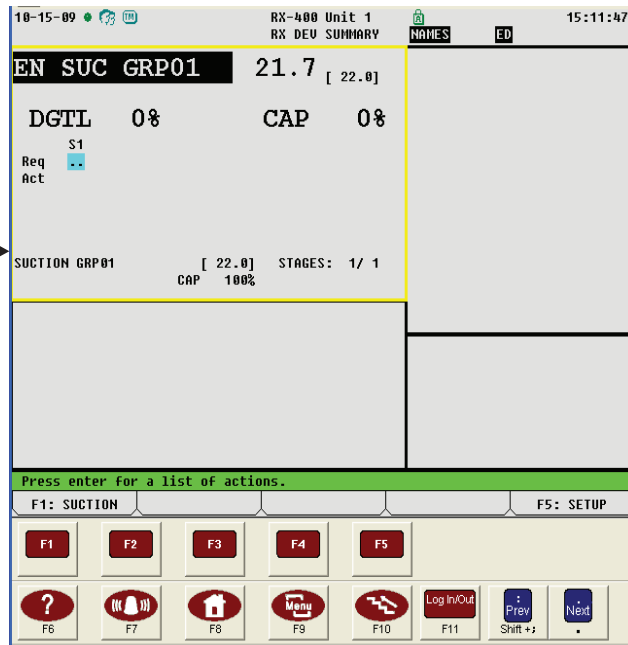 10-15-09 RX-400 Unit 1 15:11:47
RX DEV SUMMARY NAMES ED
EN SUC GRP01 21.7 [ 22.0]
DGTL 0% CAP 0%
S1
Req ..
Act
SUCTION GRP01 [ 22.0] STAGES: 1/ 1
CAP 100%
Press enter for a list of actions.
F1: SUCTION F5: SETUP
F1 F2 F3 F4 F5
? Menu Log In/Out : Prev . Next
F6 F7 F8 F9 F10 F11 Shift +; .